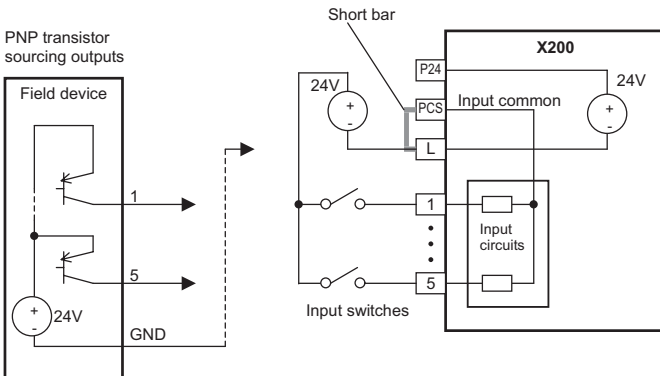 PNP transistor
sourcing outputs
Field device
1
5
+
-
24V
GND
Short bar
24V
+
-
P24
PCS
L
1
5
Input switches
X200
Input common
24V
+
-
Input
circuits